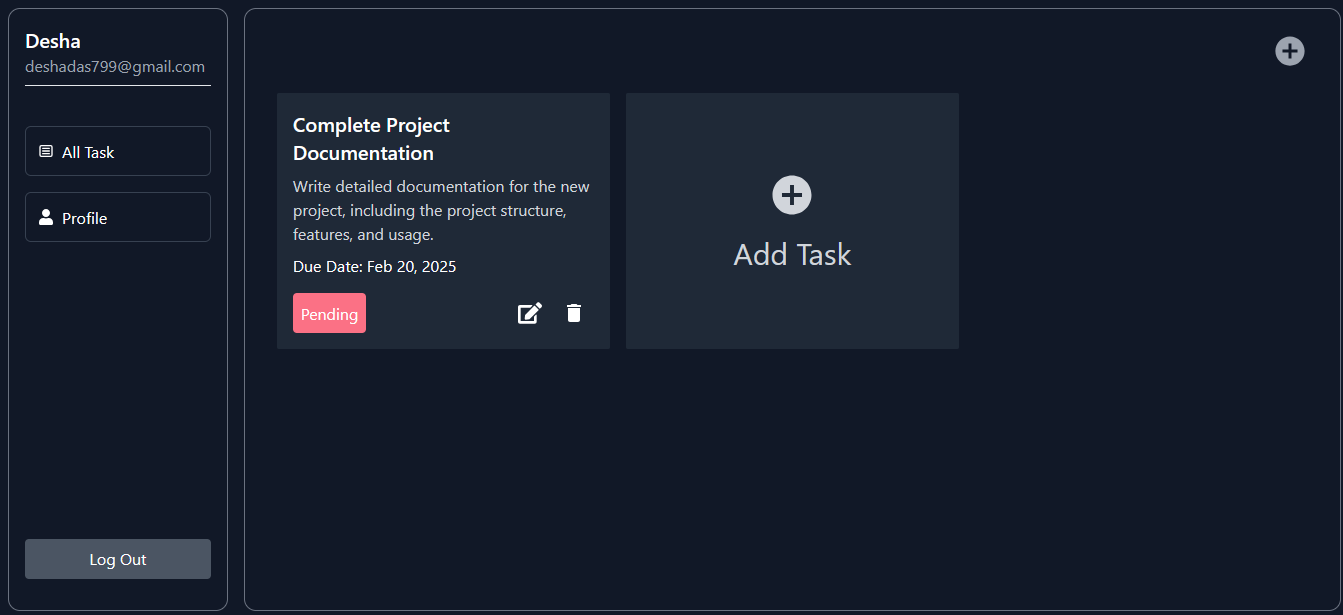 Desha
deshadas799@gmail.com
All Task
Profile
Log Out
Complete Project
Documentation
Write detailed documentation for the new
project, including the project structure,
features, and usage.
Due Date: Feb 20, 2025
Pending
Add Task